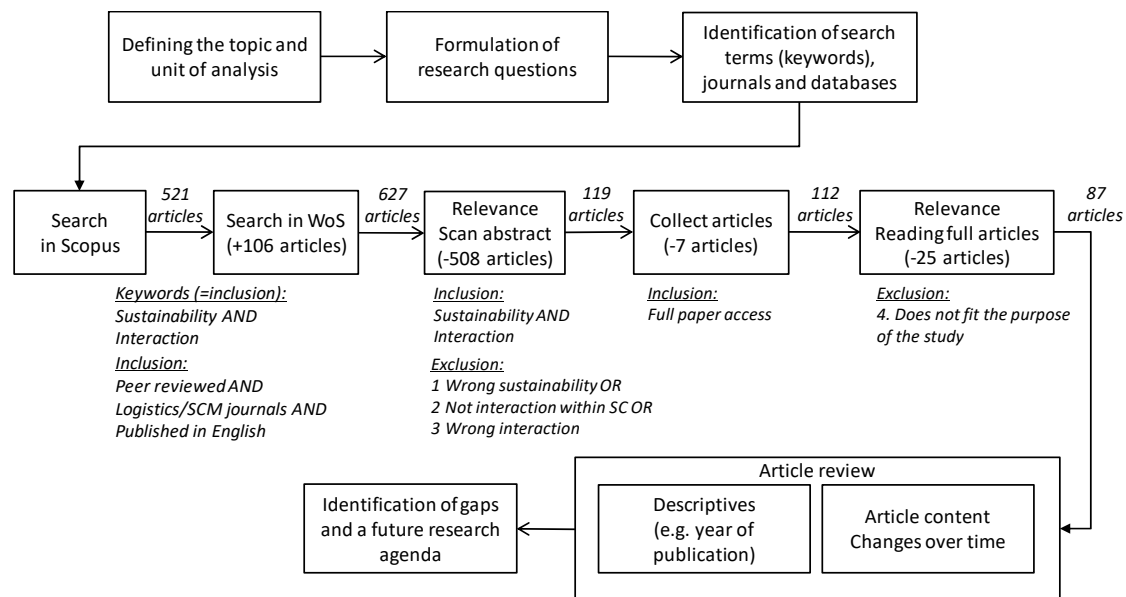 Defining the topic and
unit of analysis
Formulation of
research questions
Identification of search
terms (keywords),
journals and databases
Search
in Scopus
521
articles
Search in WoS
(+106 articles)
627
articles
Relevance
Scan abstract
(-508 articles)
119
articles
Collect articles
(-7 articles)
112
articles
Relevance
Reading full articles
(-25 articles)
87
articles
Keywords (=inclusion):
Sustainability AND
Interaction
Inclusion:
Peer reviewed AND
Logistics/SCM journals AND
Published in English
Inclusion:
Sustainability AND
Interaction
Exclusion:
1 Wrong sustainability OR
2 Not interaction within SC OR
3 Wrong interaction
Inclusion:
Full paper access
Exclusion:
4. Does not fit the purpose
of the study
Article review
Descriptives
(e.g. year of
publication)
Article content
Changes over time
Identification of gaps
and a future research
agenda